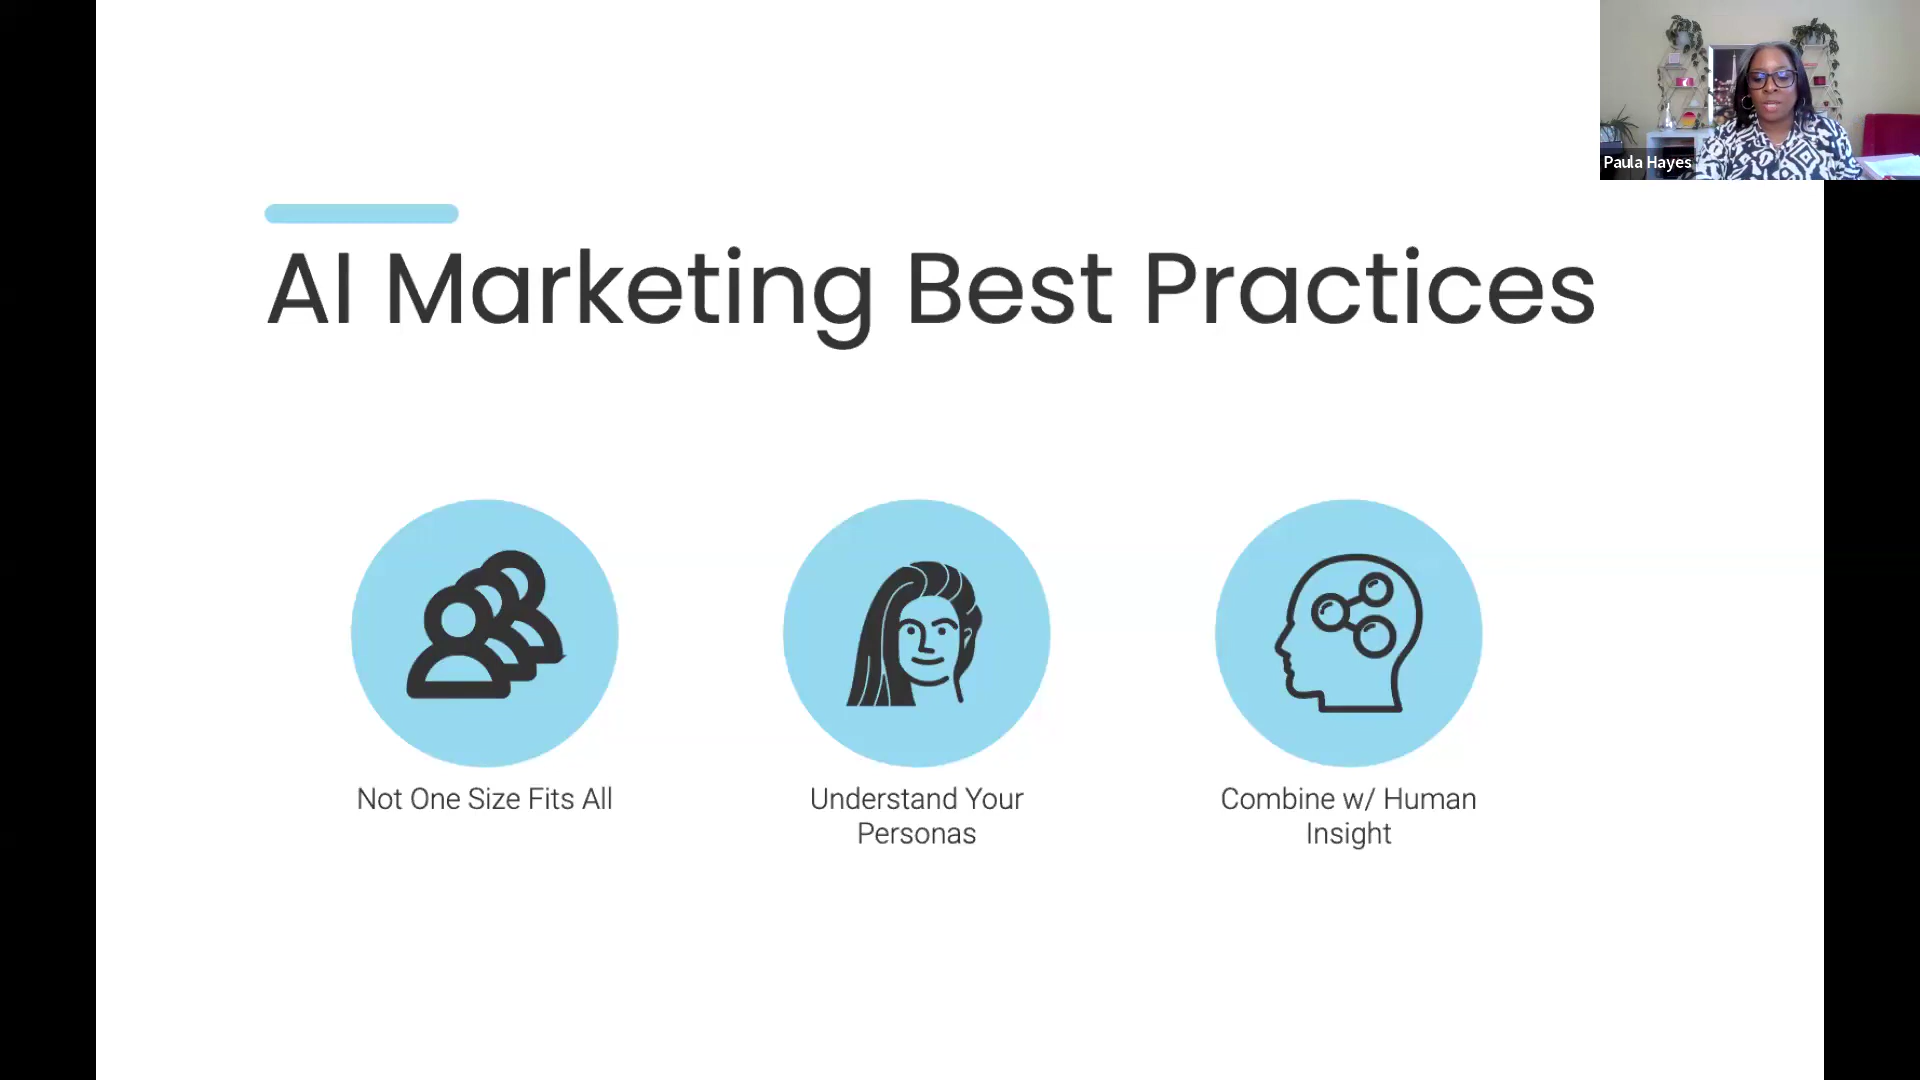 Paula Hayes
AI Marketing Best Practices
Not One Size Fits All
Understand Your
Personas
Combine w/ Human
Insight